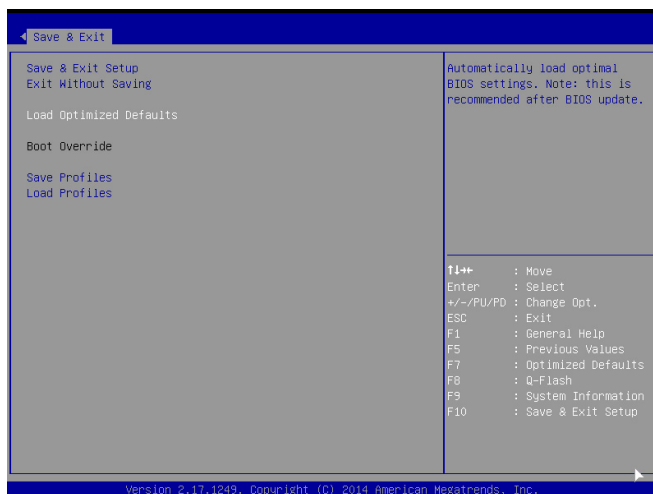 Save & Exit
Save & Exit Setup
Exit Without Saving
Load Optimized Defaults
Boot Override
Save Profiles
Load Profiles
Automatically load optimal
BIOS settings. Note: this is
recommended after BIOS update.
↑↓→← : Move
Enter : Select
+/-/PU/PD : Change Opt.
ESC : Exit
F1 : General Help
F5 : Previous Values
F7 : Optimized Defaults
F8 : Q-Flash
F9 : System Information
F10 : Save & Exit Setup
Version 2.17.1249. Copyright (C) 2014 American Megatrends, Inc.